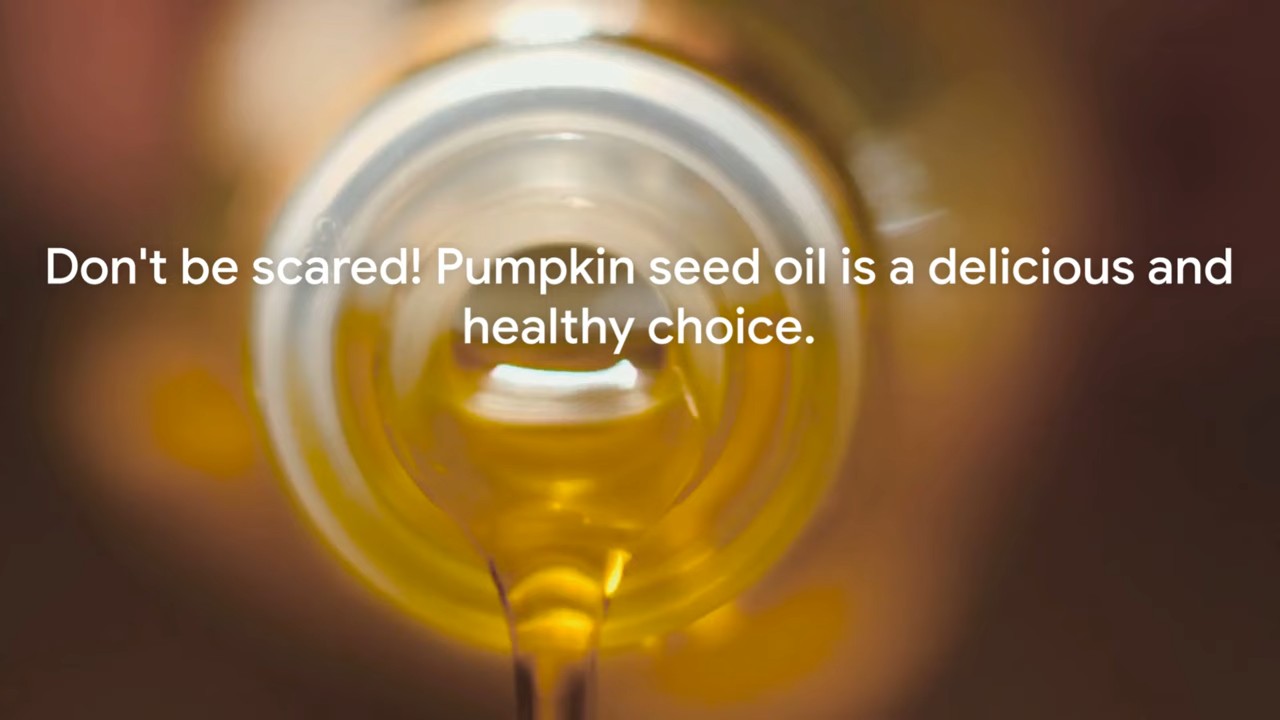 Don't be scared! Pumpkin seed oil is a delicious and
healthy choice.